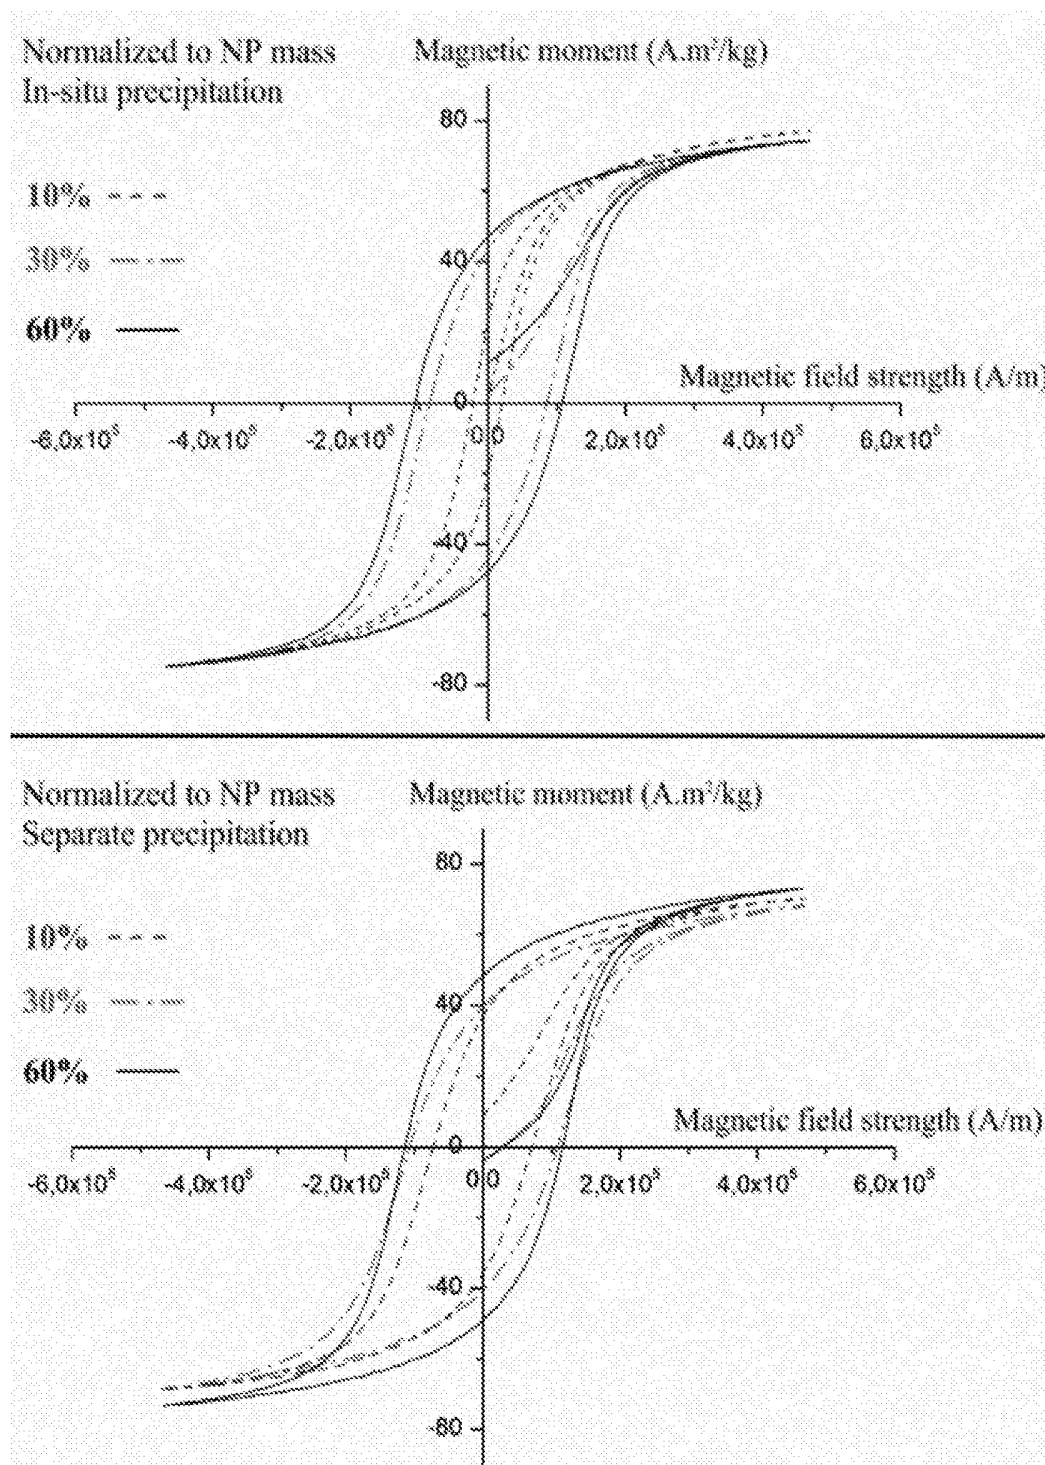 Normalized to NP mass
In-situ precipitation
Magnetic moment (A.m²/kg)
80
10%
30%
60%
40
Magnetic field strength (A/m)
0
-6,0x10⁵ -4,0x10⁵ -2,0x10⁵ 0,0 2,0x10⁵ 4,0x10⁵ 6,0x10⁵
-40
-80
Normalized to NP mass
Separate precipitation
Magnetic moment (A.m²/kg)
80
10%
30%
60%
40
Magnetic field strength (A/m)
0
-6,0x10⁵ -4,0x10⁵ -2,0x10⁵ 0,0 2,0x10⁵ 4,0x10⁵ 6,0x10⁵
-40
-80